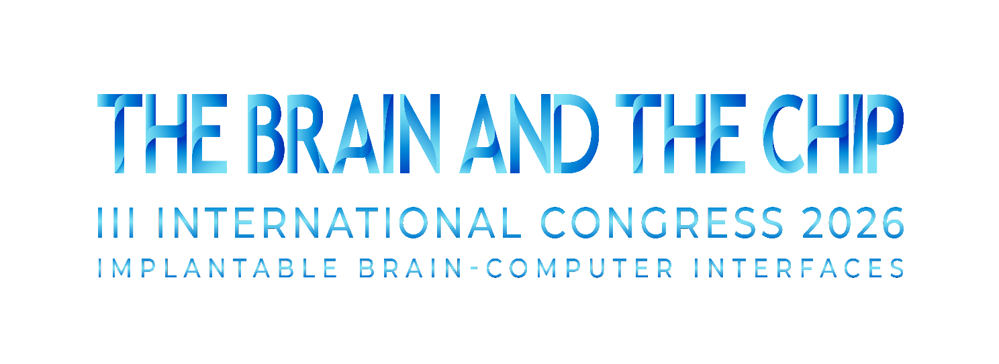 THE BRAIN AND THE CHIP
III INTERNATIONAL CONGRESS 2026
IMPLANTABLE BRAIN-COMPUTER INTERFACES